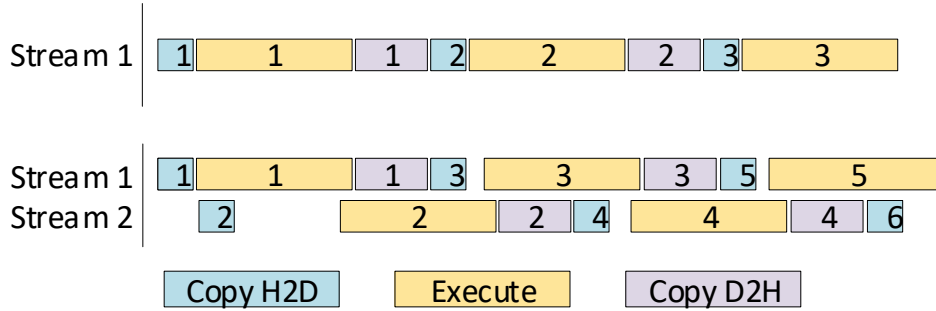 Stream 1 1 1 1 2 2 2 3 3
Stream 1 1 1 1 3 3 3 5 5
Stream 2 2 2 2 4 4 4 6
Copy H2D Execute Copy D2H